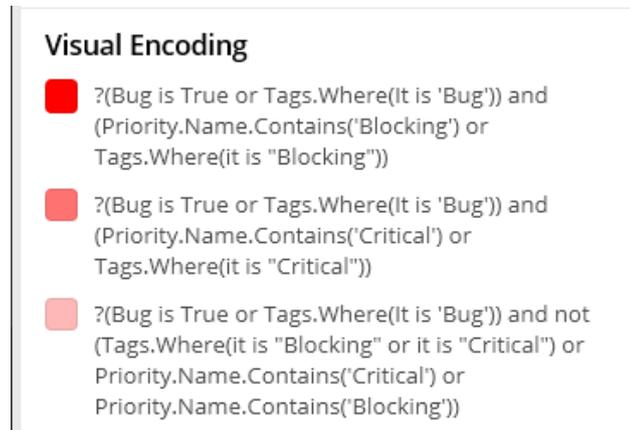 Visual Encoding
?(Bug is True or Tags.Where(It is 'Bug')) and
(Priority.Name.Contains('Blocking') or
Tags.Where(it is "Blocking"))
?(Bug is True or Tags.Where(It is 'Bug')) and
(Priority.Name.Contains('Critical') or
Tags.Where(it is "Critical"))
?(Bug is True or Tags.Where(It is 'Bug')) and not
(Tags.Where(it is "Blocking" or it is "Critical") or
Priority.Name.Contains('Critical') or
Priority.Name.Contains('Blocking'))